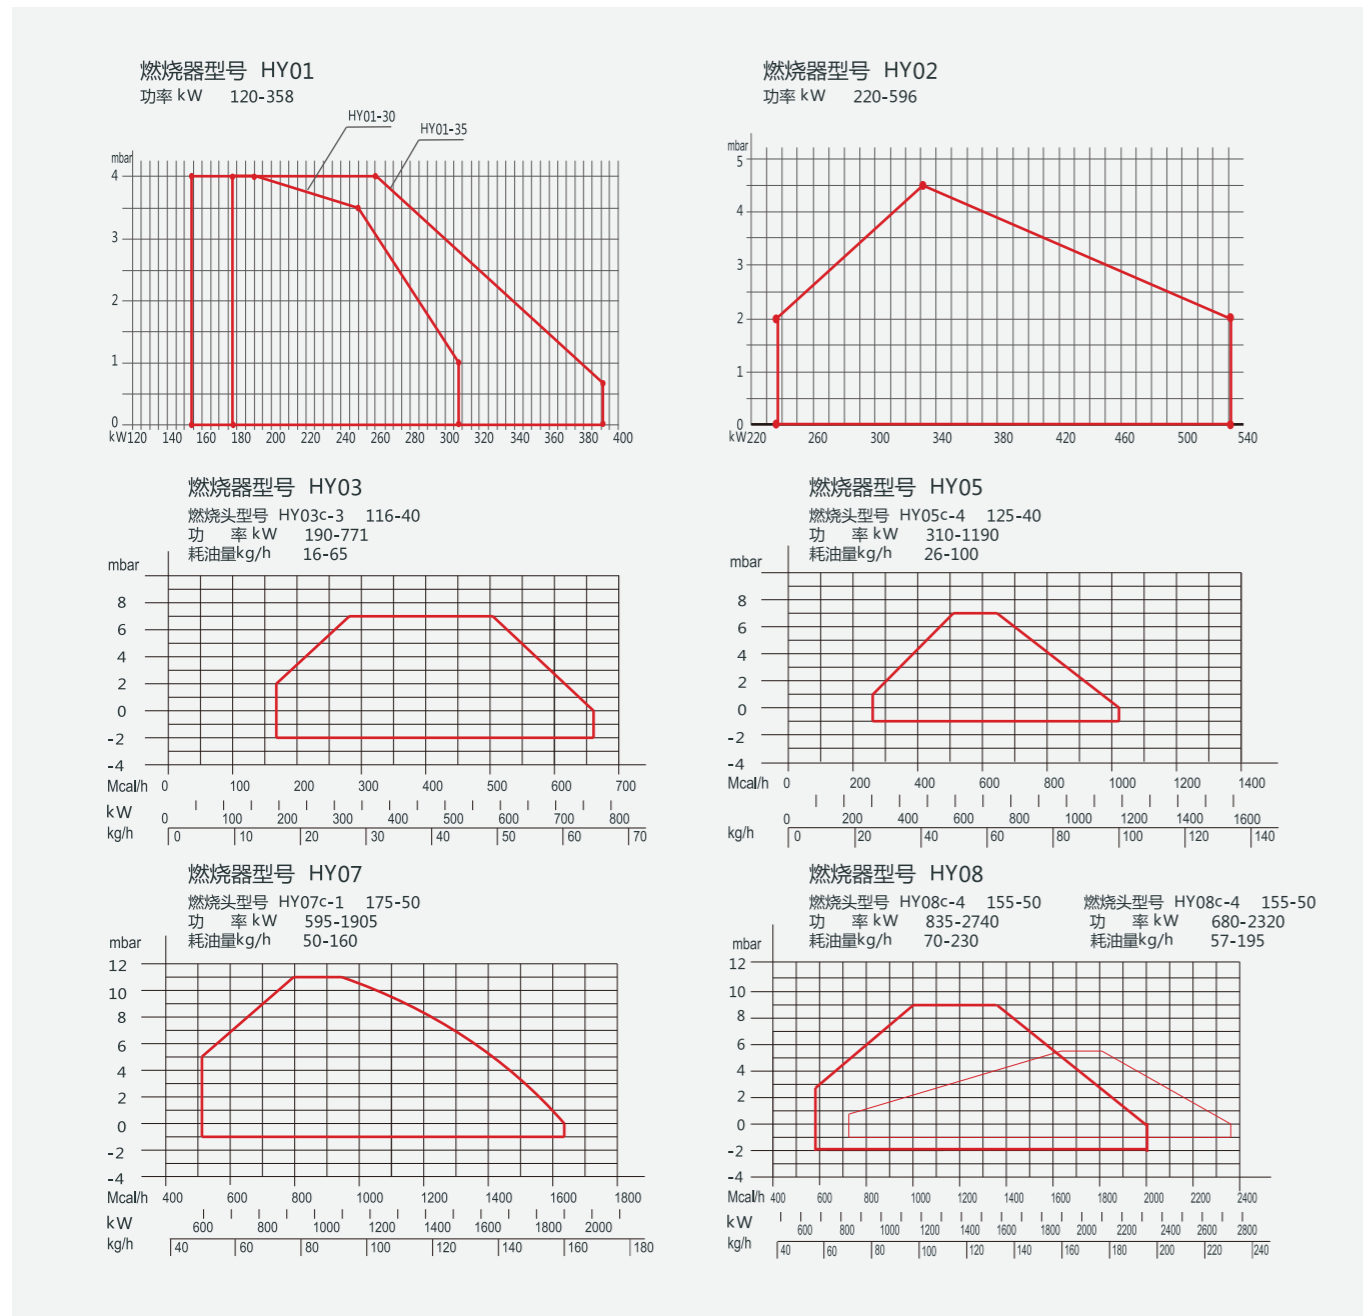 燃烧器型号 HY01
功率 kW 120-358
HY01-30
HY01-35
mbar
4
3
2
1
0
kW 120 140 160 180 200 220 240 260 280 300 320 340 360 380 400
燃烧器型号 HY02
功率 kW 220-596
mbar
5
4
3
2
1
0
kW 220 260 300 340 380 420 460 500 540
燃烧器型号 HY03
燃烧头型号 HY03c-3 116-40
功 率 kW 190-771
耗油量kg/h 16-65
mbar
8
6
4
2
0
-2
-4
Mcal/h 0 100 200 300 400 500 600 700
kW 0 100 200 300 400 500 600 700 800
kg/h 0 10 20 30 40 50 60 70
燃烧器型号 HY05
燃烧头型号 HY05c-4 125-40
功 率 kW 310-1190
耗油量kg/h 26-100
mbar
8
6
4
2
0
-2
-4
Mcal/h 0 200 400 600 800 1000 1200 1400
kW 0 200 400 600 800 1000 1200 1400 1600
kg/h 0 20 40 60 80 100 120 140
燃烧器型号 HY07
燃烧头型号 HY07c-1 175-50
功 率 kW 595-1905
耗油量kg/h 50-160
mbar
12
10
8
6
4
2
0
-2
-4
Mcal/h 400 600 800 1000 1200 1400 1600 1800
kW 600 800 1000 1200 1400 1600 1800 2000
kg/h 40 60 80 100 120 140 160 180
燃烧器型号 HY08
燃烧头型号 HY08c-4 155-50 燃烧头型号 HY08c-4 155-50
功 率 kW 835-2740 功 率 kW 680-2320
耗油量kg/h 70-230 耗油量kg/h 57-195
mbar
12
10
8
6
4
2
0
-2
-4
Mcal/h 400 600 800 1000 1200 1400 1600 1800 2000 2200 2400
kW 600 800 1000 1200 1400 1600 1800 2000 2200 2400 2600 2800
kg/h 40 60 80 100 120 140 160 180 200 220 240